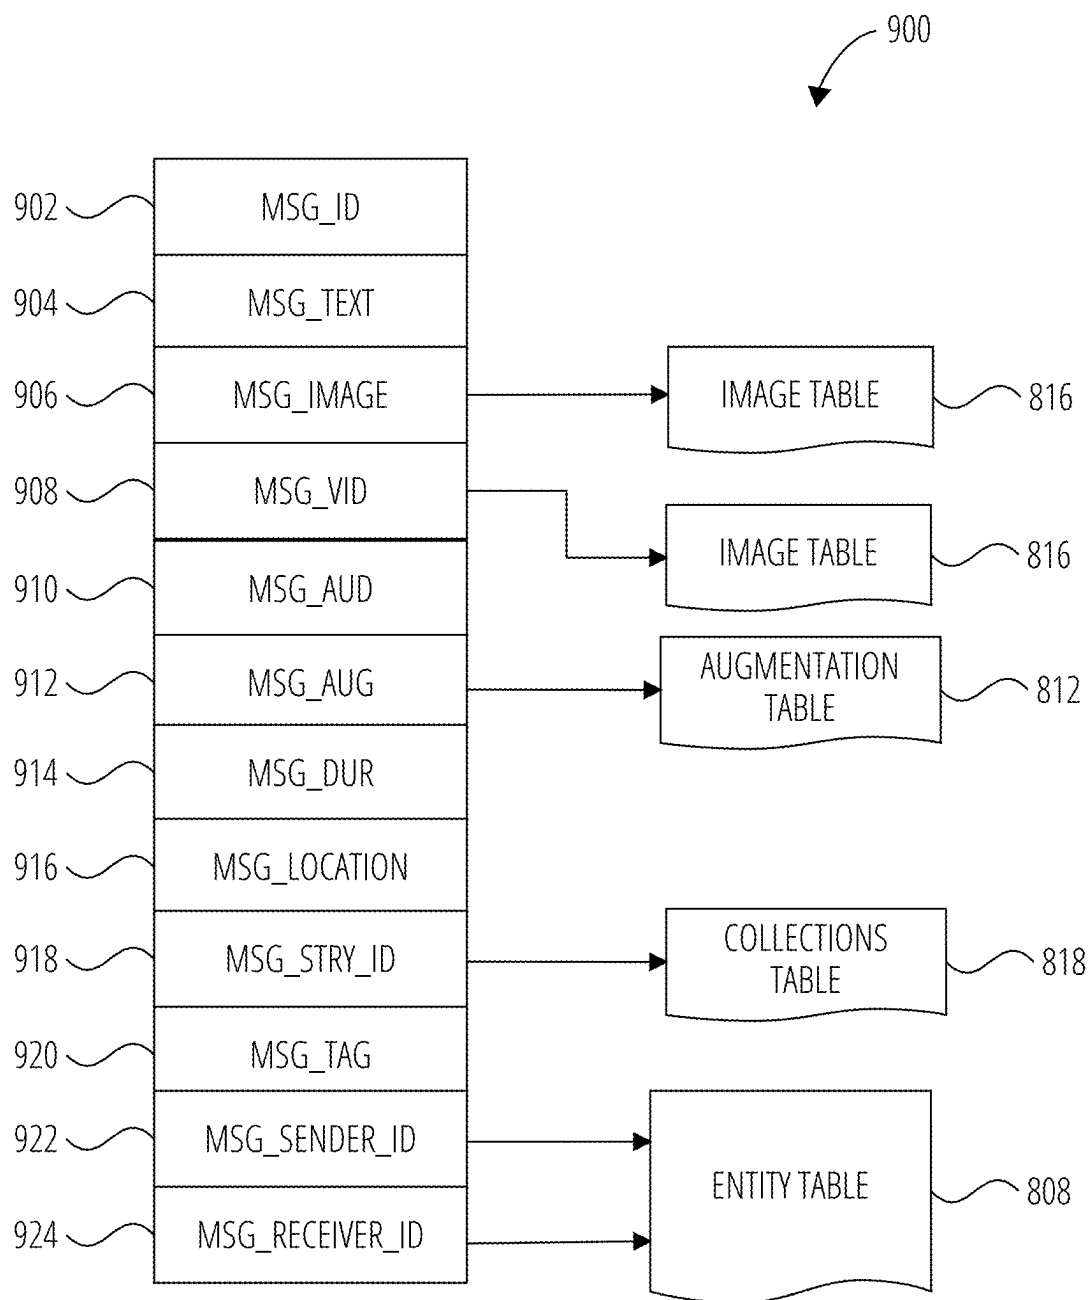 900
902 MSG_ID
904 MSG_TEXT
906 MSG_IMAGE IMAGE TABLE 816
908 MSG_VID IMAGE TABLE 816
910 MSG_AUD
912 MSG_AUG AUGMENTATION
TABLE 812
914 MSG_DUR
916 MSG_LOCATION
918 MSG_STRY_ID COLLECTIONS
TABLE 818
920 MSG_TAG
922 MSG_SENDER_ID
ENTITY TABLE 808
924 MSG_RECEIVER_ID